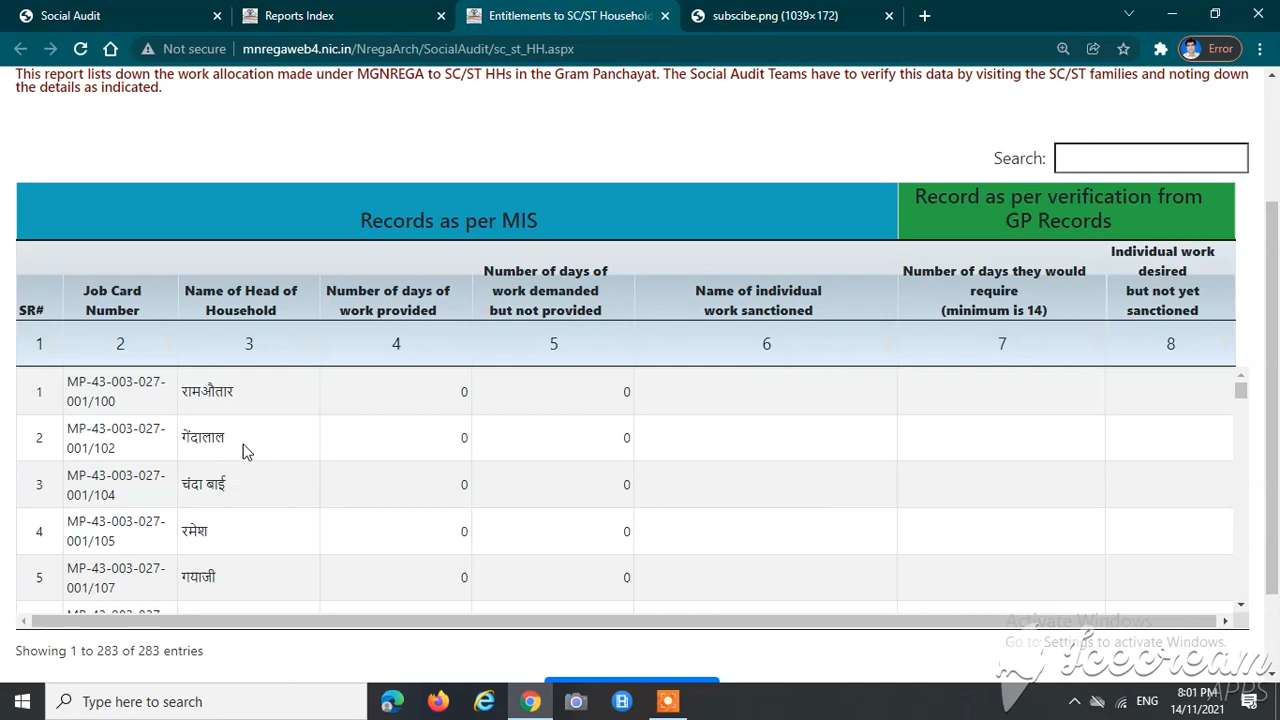 Social Audit
Reports Index
Entitlements to SC/ST Household
subscibe.png (1039×172)
Not secure
mnregaweb4.nic.in/NregaArch/SocialAudit/sc_st_HH.aspx
Error
This report lists down the work allocation made under MGNREGA to SC/ST HHs in the Gram Panchayat. The Social Audit Teams have to verify this data by visiting the SC/ST families and noting down
the details as indicated.
Search:
Records as per MIS
Record as per verification from
GP Records
SR#
Job Card
Number
Name of Head of
Household
Number of days of
work provided
Number of days of
work demanded
but not provided
Name of individual
work sanctioned
Number of days they would
require
(minimum is 14)
Individual work
desired
but not yet
sanctioned
1 2 3 4 5 6 7 8
1 MP-43-003-027-
001/100 रामऔतार 0 0
2 MP-43-003-027-
001/102 गेंदालाल 0 0
3 MP-43-003-027-
001/104 चंदा बाई 0 0
4 MP-43-003-027-
001/105 रमेश 0 0
5 MP-43-003-027-
001/107 गयाजी 0 0
Showing 1 to 283 of 283 entries
Activate Windows
Go to Settings to activate Windows.
Icecream
APPS
Type here to search
ENG
8:01 PM
14/11/2021